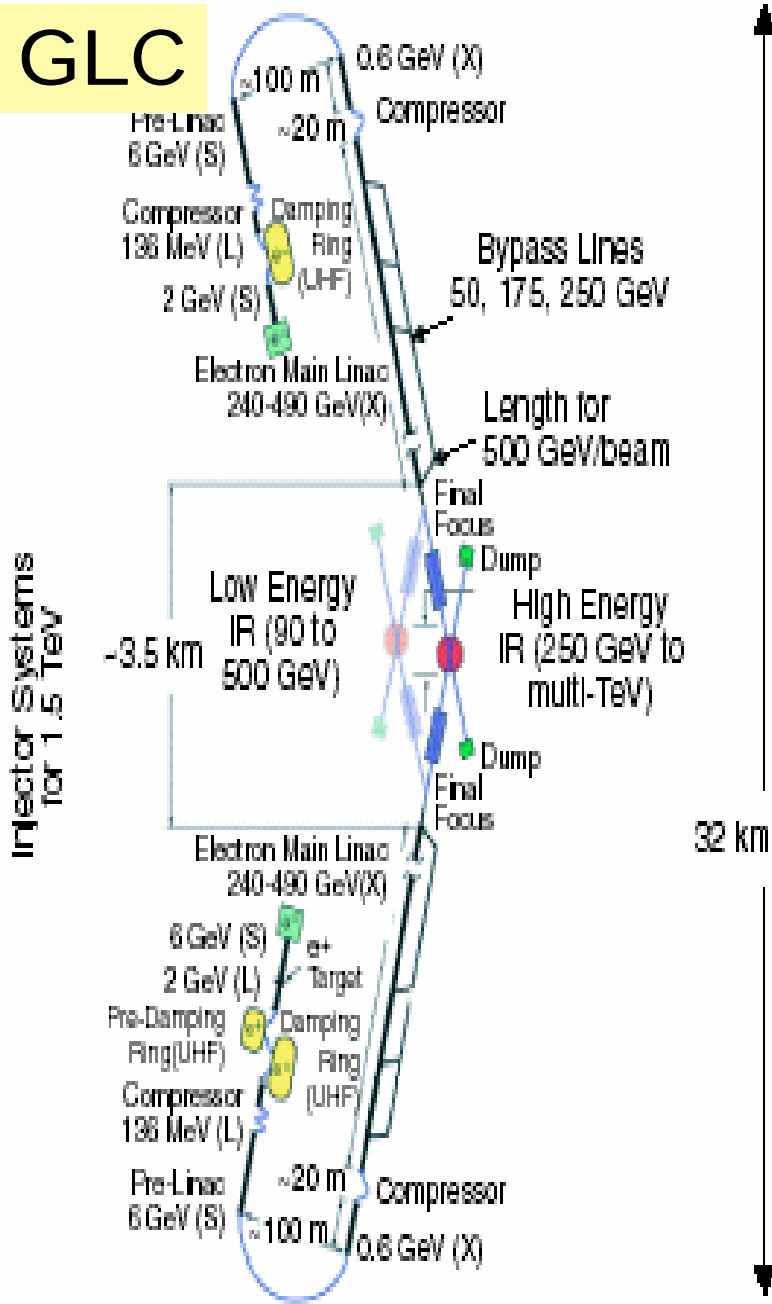 GLC
0.6 GeV (X)
~100 m
Compressor
~20 m
Pre-Linac
6 GeV (S)
Compressor
136 MeV (L)
Damping
Ring
(UHF)
2 GeV (S)
Bypass Lines
50, 175, 250 GeV
Electron Main Linac
240-490 GeV(X)
Length for
500 GeV/beam
Final
Focus
Dump
Low Energy
IR (90 to
500 GeV)
High Energy
IR (250 GeV to
multi-TeV)
~3.5 km
Injector Systems
for 1.5 TeV
Dump
Final
Focus
32 km
Electron Main Linac
240-490 GeV(X)
6 GeV (S)
e+
Target
2 GeV (L)
Pre-Damping
Ring(UHF)
Damping
Ring
(UHF)
Compressor
136 MeV (L)
Pre-Linac
6 GeV (S)
~20 m
Compressor
~100 m
0.6 GeV (X)